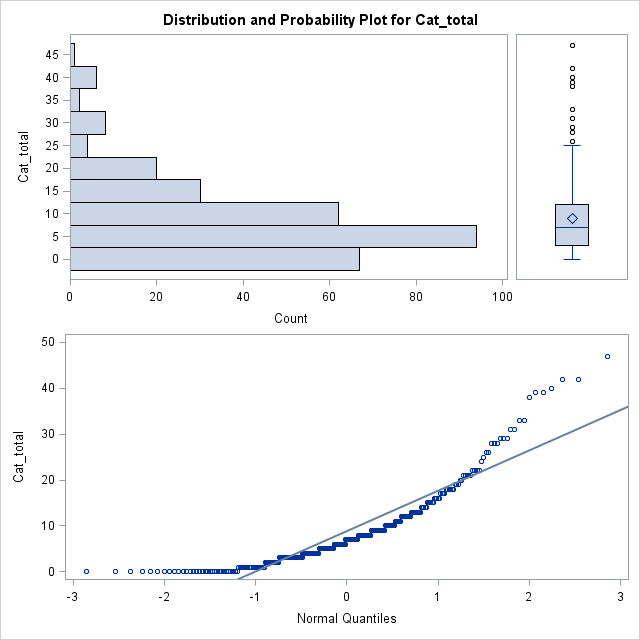 Distribution and Probability Plot for Cat_total
45
40
35
30
25
20
15
10
5
0
Cat_total
0 20 40 60 80 100
Count
50
40
30
20
10
0
Cat_total
-3 -2 -1 0 1 2 3
Normal Quantiles